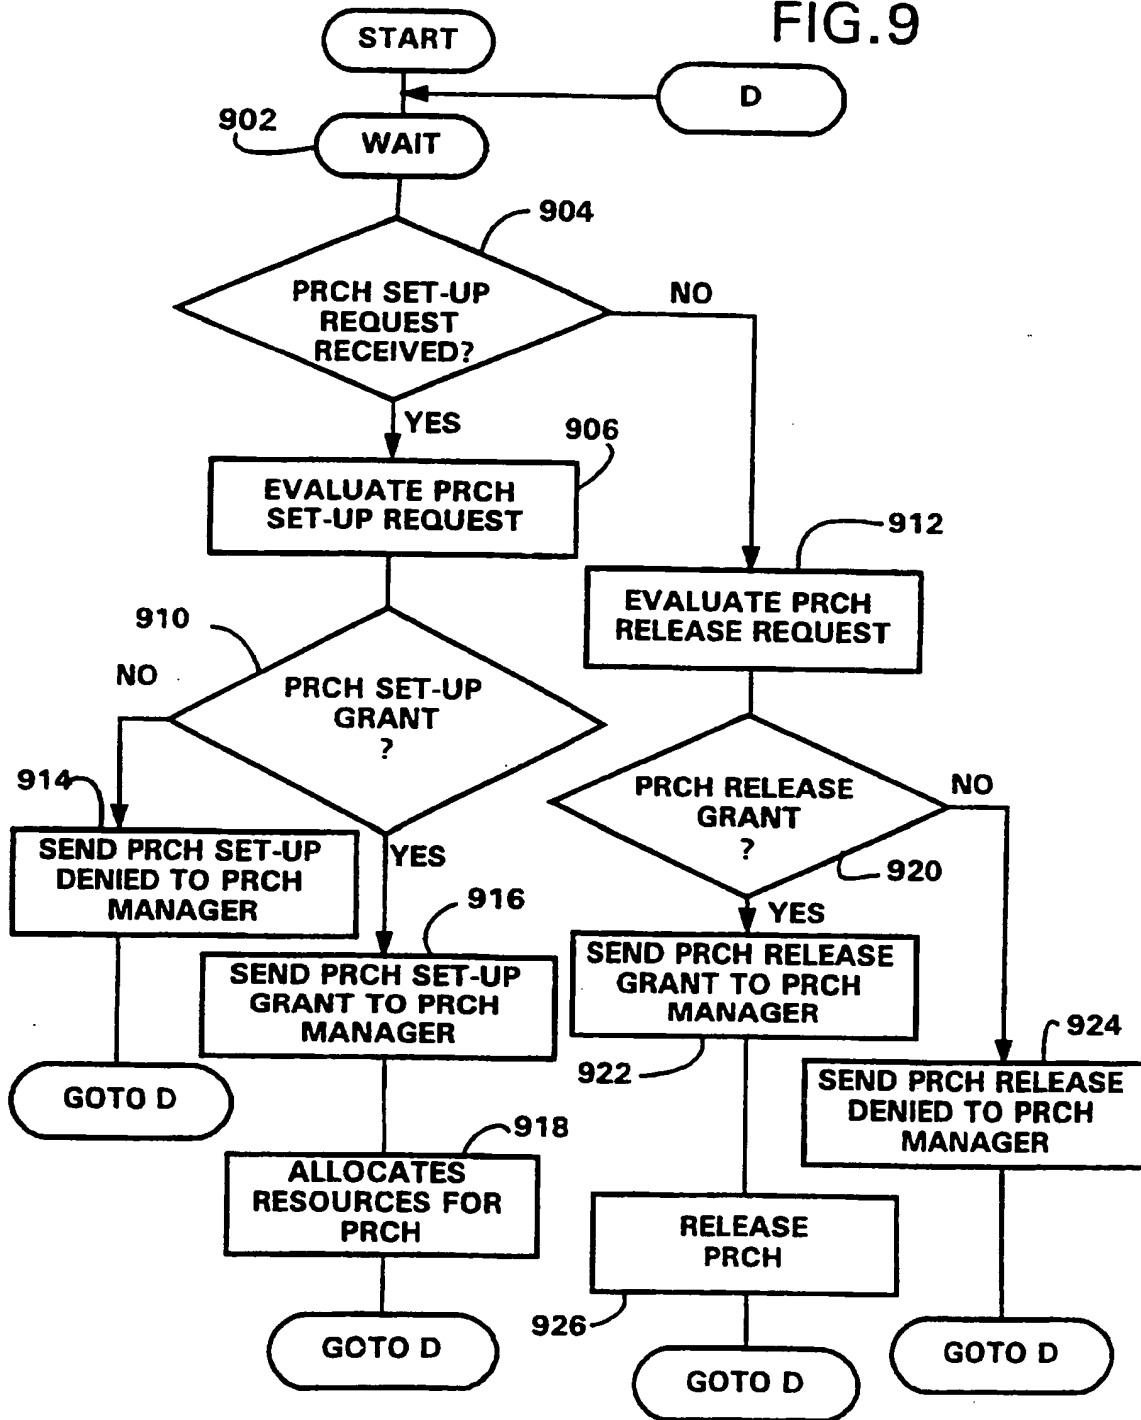 FIG.9
START
D
902
WAIT
904
PRCH SET-UP
REQUEST
RECEIVED?
NO
YES
906
EVALUATE PRCH
SET-UP REQUEST
912
EVALUATE PRCH
RELEASE REQUEST
910
NO
PRCH SET-UP
GRANT
?
914
YES
SEND PRCH SET-UP
DENIED TO PRCH
MANAGER
PRCH RELEASE
GRANT
?
NO
920
YES
916
SEND PRCH SET-UP
GRANT TO PRCH
MANAGER
SEND PRCH RELEASE
GRANT TO PRCH
MANAGER
922
924
SEND PRCH RELEASE
DENIED TO PRCH
MANAGER
GOTO D
918
ALLOCATES
RESOURCES FOR
PRCH
RELEASE
PRCH
926
GOTO D
GOTO D
GOTO D